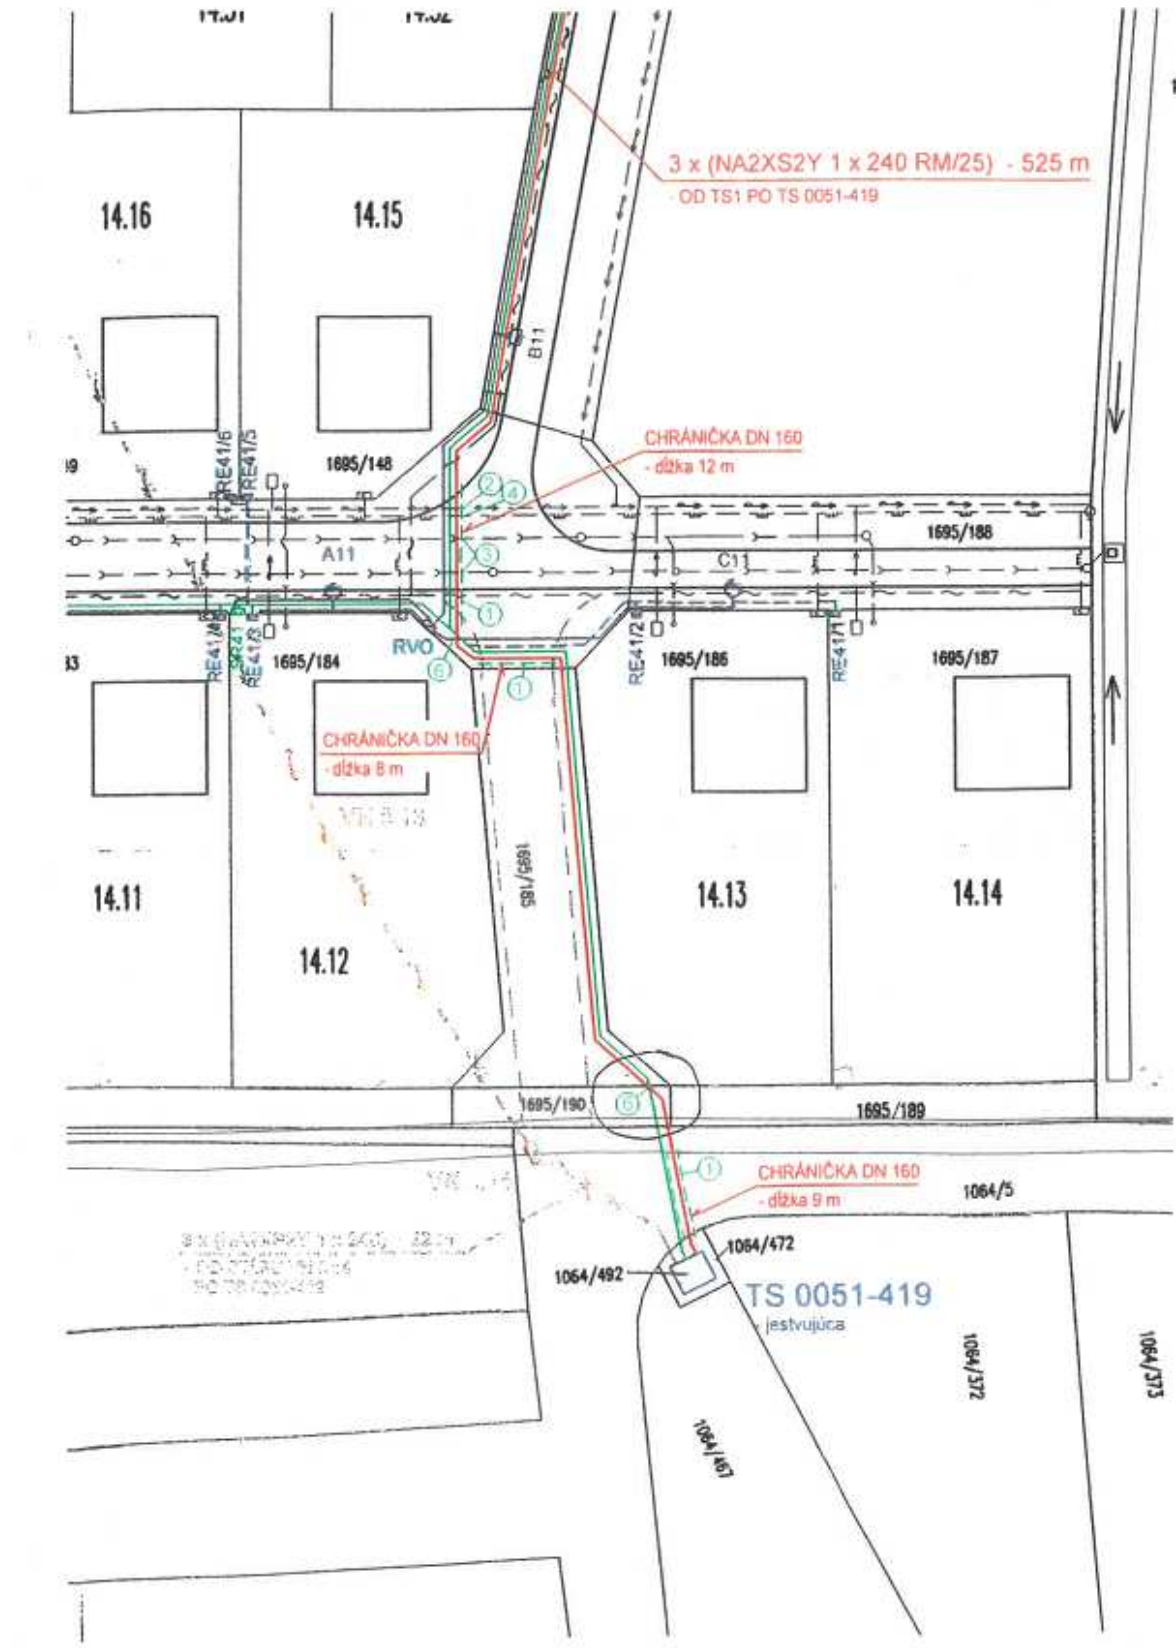 14.01
14.02
3 x (NA2XS2Y 1 x 240 RM/25) - 525 m
- OD TS1 PO TS 0051-419
14.16
14.15
B11
CHRÁNIČKA DN 160
- dĺžka 12 m
RE41/6
RE41/5
1695/148
2
14
1695/188
A11
3
C11
1
RE41/4
SR41
RE41/3
1695/184
RVO
6
1
RE41/2
1695/186
RE41/1
1695/187
CHRÁNIČKA DN 160
- dĺžka 8 m
1695/185
14.11
14.12
14.13
14.14
1695/190
6
1695/189
1
CHRÁNIČKA DN 160
- dĺžka 9 m
1064/5
1064/472
1064/492
TS 0051-419
- jestvujúca
1064/372
1064/373
1064/467